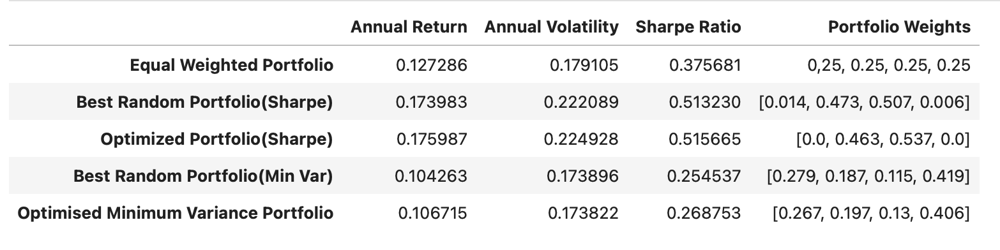 Annual Return Annual Volatility Sharpe Ratio Portfolio Weights
Equal Weighted Portfolio 0.127286 0.179105 0.375681 0,25, 0.25, 0.25, 0.25
Best Random Portfolio(Sharpe) 0.173983 0.222089 0.513230 [0.014, 0.473, 0.507, 0.006]
Optimized Portfolio(Sharpe) 0.175987 0.224928 0.515665 [0.0, 0.463, 0.537, 0.0]
Best Random Portfolio(Min Var) 0.104263 0.173896 0.254537 [0.279, 0.187, 0.115, 0.419]
Optimised Minimum Variance Portfolio 0.106715 0.173822 0.268753 [0.267, 0.197, 0.13, 0.406]